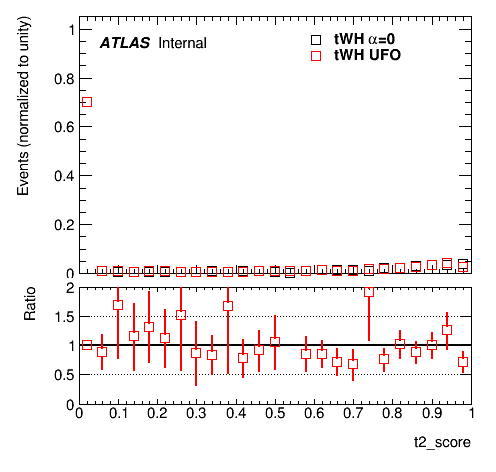 ATLAS Internal
tWH α=0
tWH UFO
Events (normalized to unity)
1
0.8
0.6
0.4
0.2
0
Ratio
2
1.5
1
0.5
0
0 0.1 0.2 0.3 0.4 0.5 0.6 0.7 0.8 0.9 1
t2_score